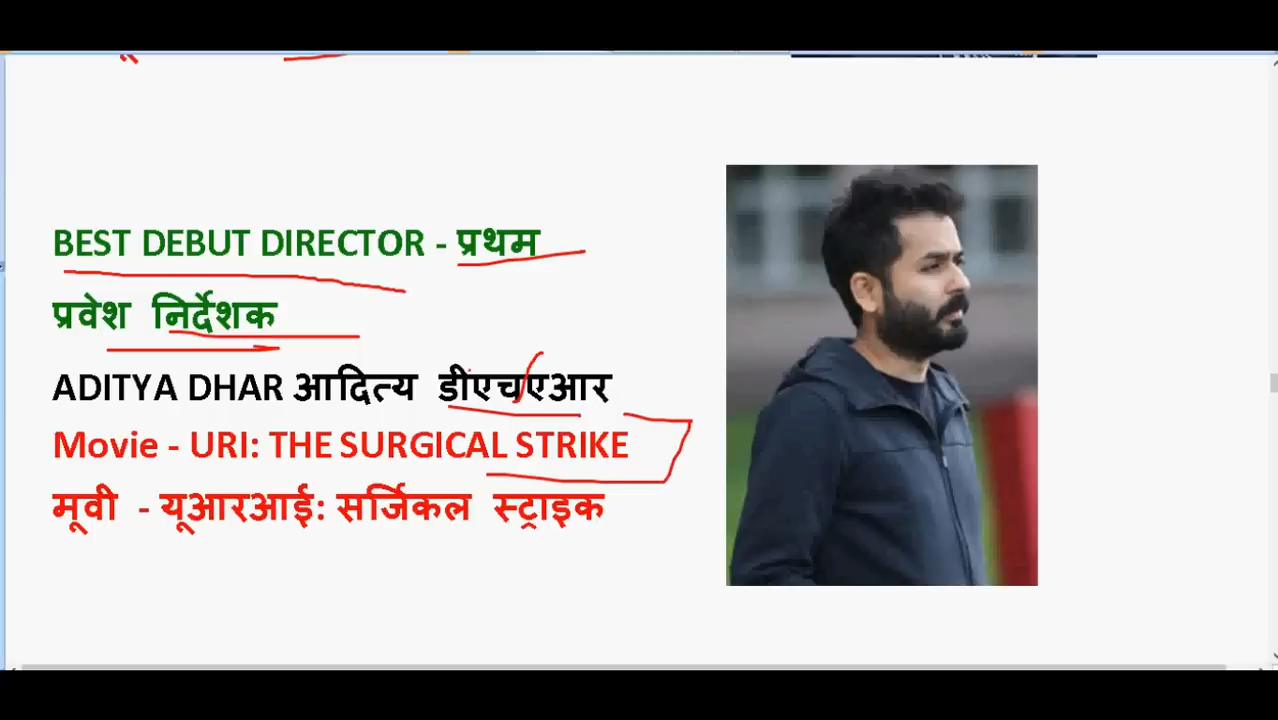 BEST DEBUT DIRECTOR - प्रथम
प्रवेश निर्देशक
ADITYA DHAR आदित्य डीएचएआर
Movie - URI: THE SURGICAL STRIKE
मूवी - यूआरआई: सर्जिकल स्ट्राइक